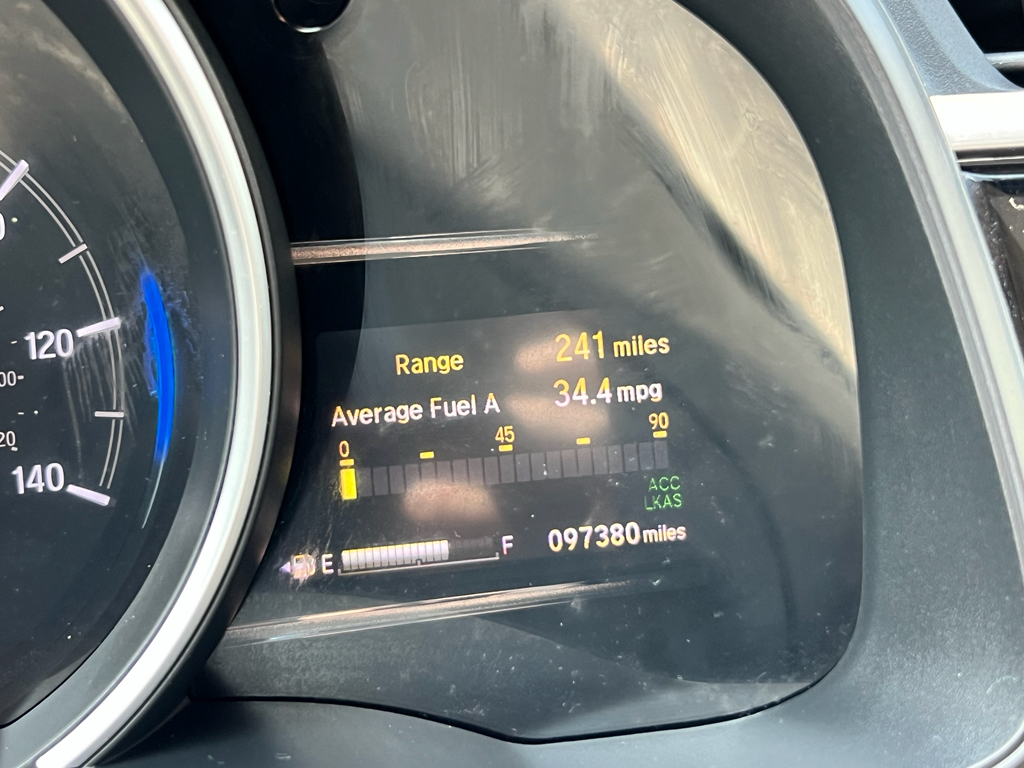 120
140
Range 241 miles
Average Fuel A 34.4 mpg
0 45 90
ACC
LKAS
E F 097380 miles